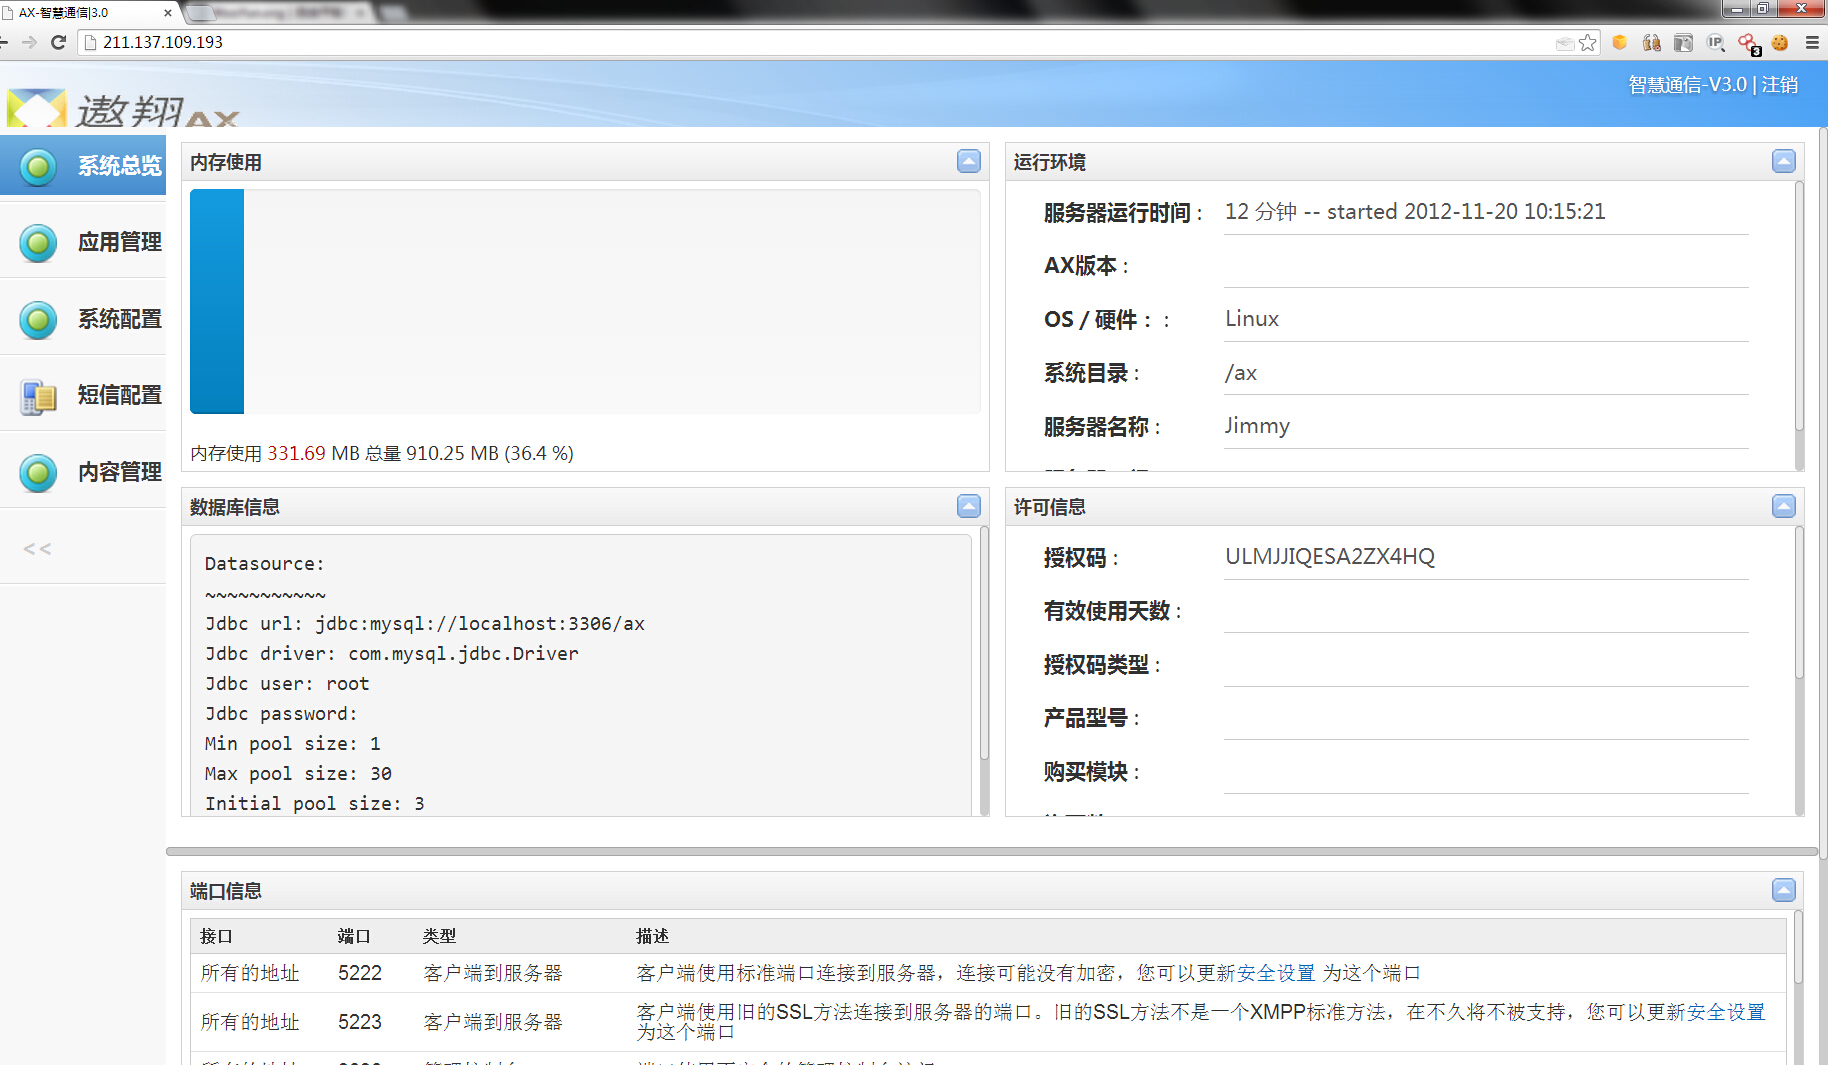 AX-智慧通信|3.0
211.137.109.193
IP
3
遨翔AX
智慧通信-V3.0 | 注销
系统总览
应用管理
系统配置
短信配置
内容管理
<<
内存使用
内存使用 331.69 MB 总量 910.25 MB (36.4 %)
运行环境
服务器运行时间 : 12 分钟 -- started 2012-11-20 10:15:21
AX版本 :
OS / 硬件 : : Linux
系统目录 : /ax
服务器名称 : Jimmy
数据库信息
Datasource:
~~~~~~~~~~~
Jdbc url: jdbc:mysql://localhost:3306/ax
Jdbc driver: com.mysql.jdbc.Driver
Jdbc user: root
Jdbc password:
Min pool size: 1
Max pool size: 30
Initial pool size: 3
许可信息
授权码 : ULMJJIQESA2ZX4HQ
有效使用天数 :
授权码类型 :
产品型号 :
购买模块 :
端口信息
接口 端口 类型 描述
所有的地址 5222 客户端到服务器 客户端使用标准端口连接到服务器，连接可能没有加密，您可以更新安全设置 为这个端口
所有的地址 5223 客户端到服务器 客户端使用旧的SSL方法连接到服务器的端口。旧的SSL方法不是一个XMPP标准方法，在不久将不被支持，您可以更新安全设置
为这个端口